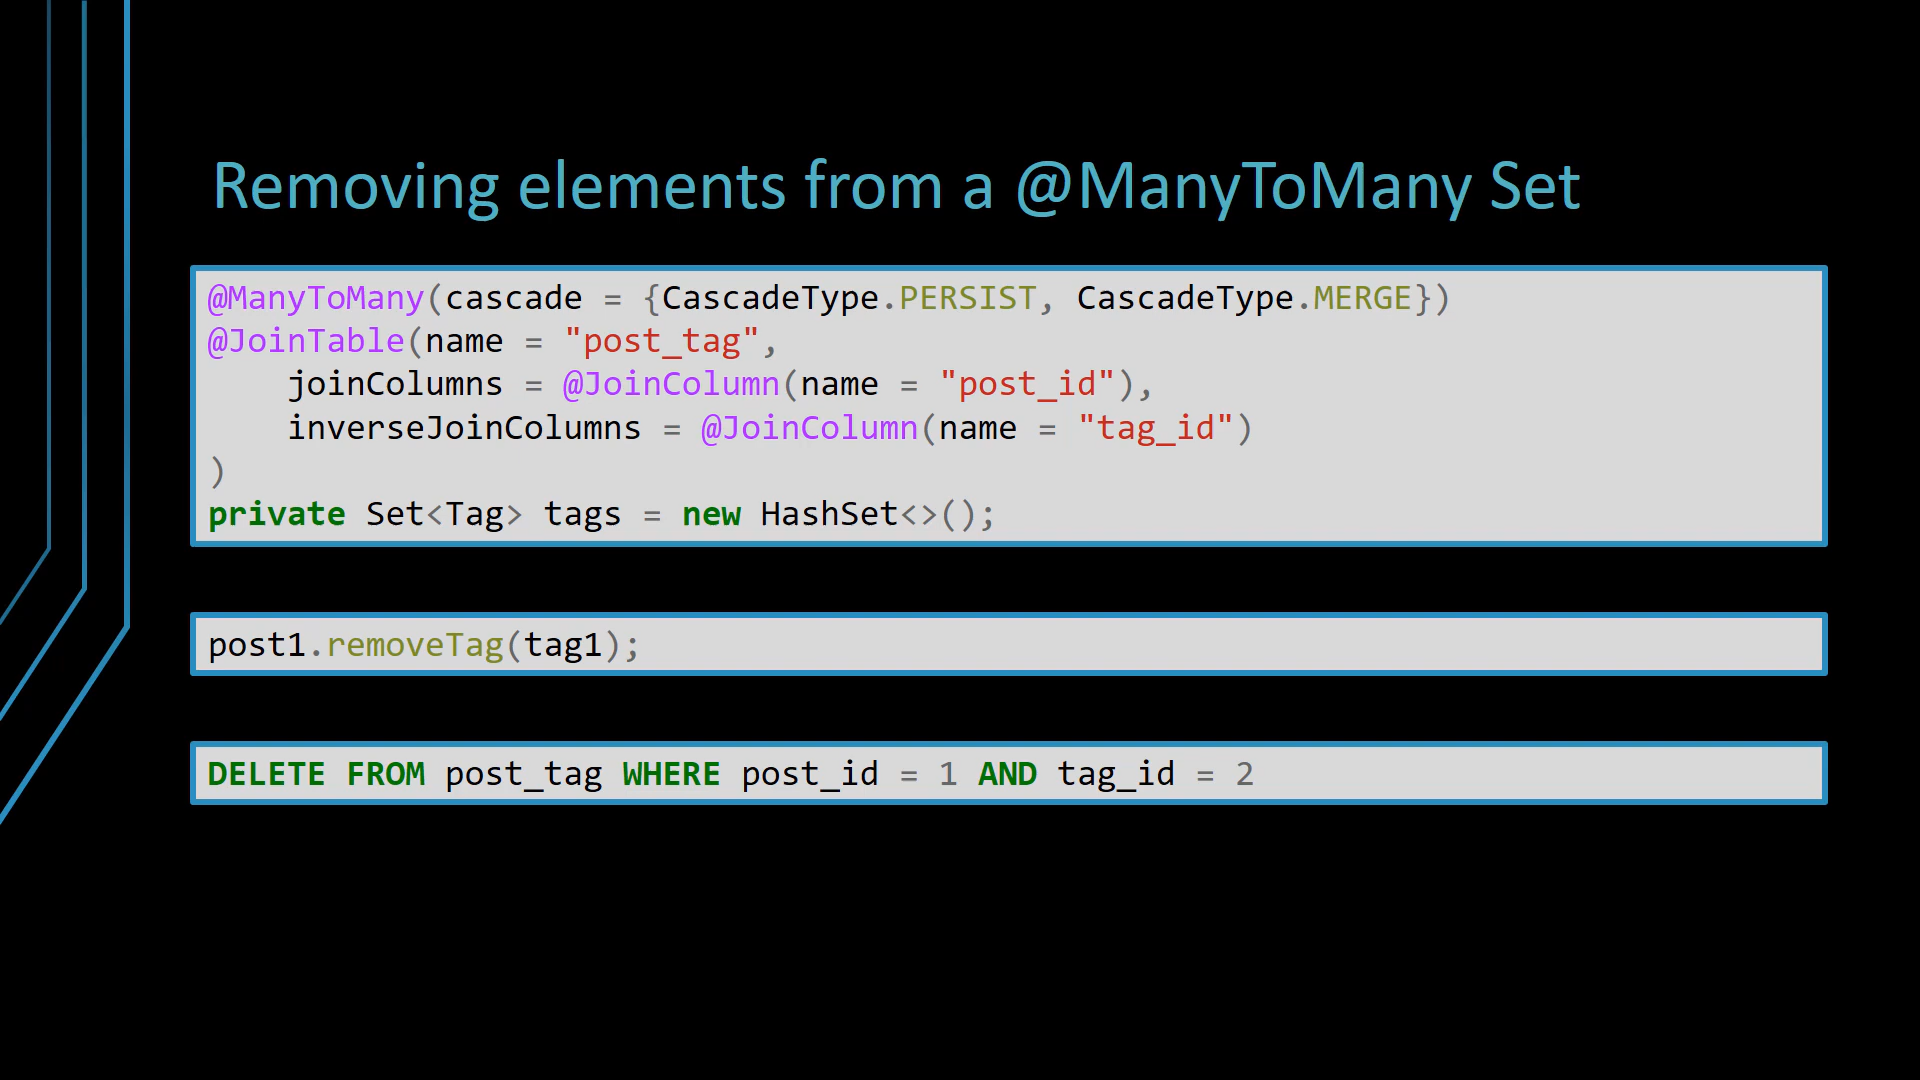 Removing elements from a @ManyToMany Set
@ManyToMany(cascade = {CascadeType.PERSIST, CascadeType.MERGE})
@JoinTable(name = "post_tag",
    joinColumns = @JoinColumn(name = "post_id"),
    inverseJoinColumns = @JoinColumn(name = "tag_id")
)
private Set<Tag> tags = new HashSet<>();
post1.removeTag(tag1);
DELETE FROM post_tag WHERE post_id = 1 AND tag_id = 2